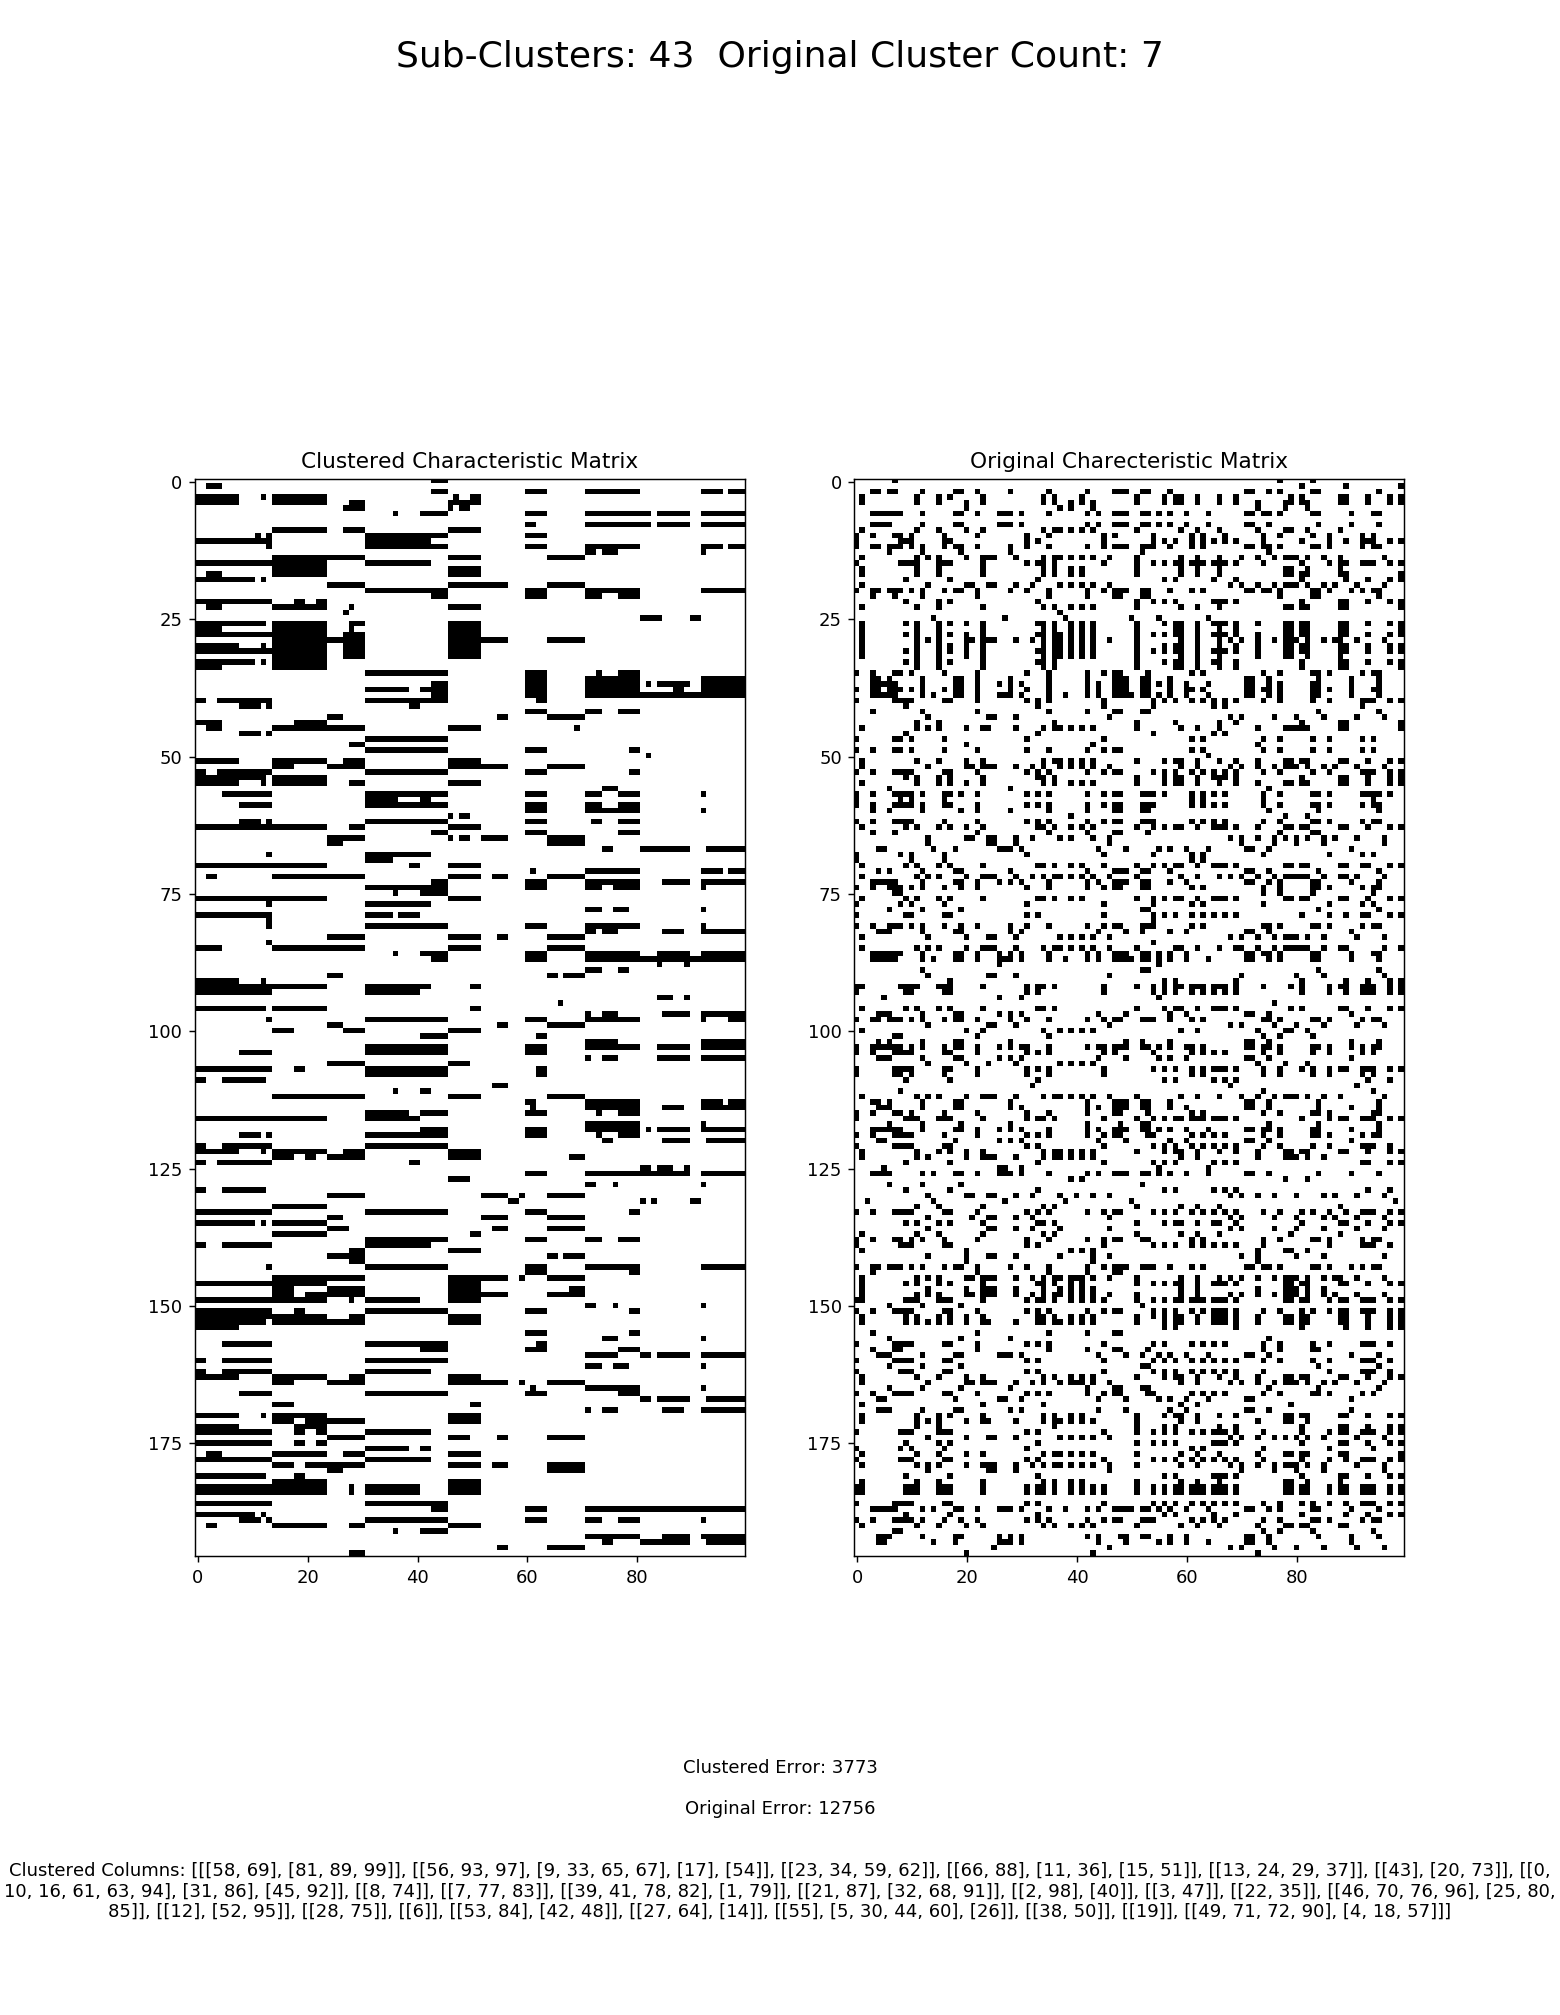 Sub-Clusters: 43  Original Cluster Count: 7
Clustered Characteristic Matrix
0
25
50
75
100
125
150
175
0 20 40 60 80
Original Charecteristic Matrix
0
25
50
75
100
125
150
175
0 20 40 60 80
Clustered Error: 3773
Original Error: 12756
Clustered Columns: [[[58, 69], [81, 89, 99]], [[56, 93, 97], [9, 33, 65, 67], [17], [54]], [[23, 34, 59, 62]], [[66, 88], [11, 36], [15, 51]], [[13, 24, 29, 37]], [[43], [20, 73]], [[0,
10, 16, 61, 63, 94], [31, 86], [45, 92]], [[8, 74]], [[7, 77, 83]], [[39, 41, 78, 82], [1, 79]], [[21, 87], [32, 68, 91]], [[2, 98], [40]], [[3, 47]], [[22, 35]], [[46, 70, 76, 96], [25, 80,
85]], [[12], [52, 95]], [[28, 75]], [[6]], [[53, 84], [42, 48]], [[27, 64], [14]], [[55], [5, 30, 44, 60], [26]], [[38, 50]], [[19]], [[49, 71, 72, 90], [4, 18, 57]]]